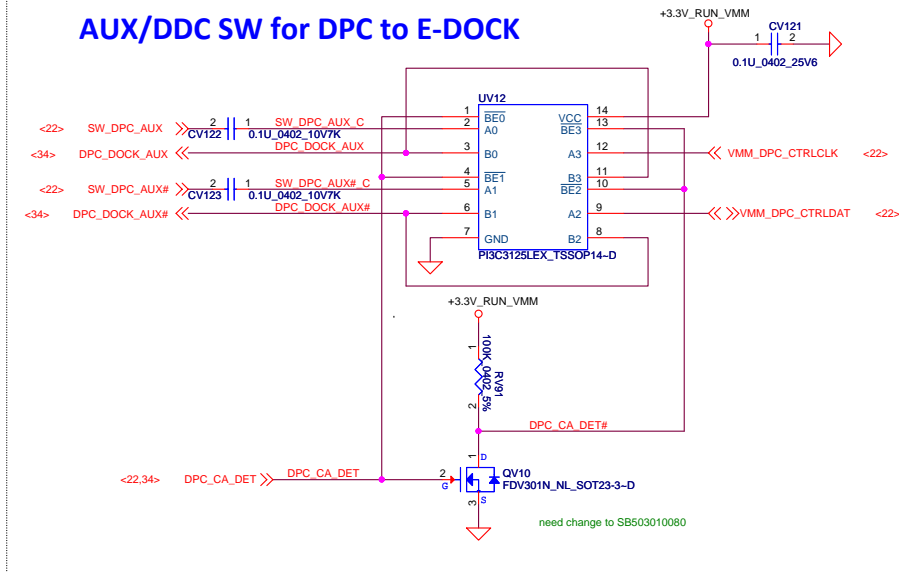 AUX/DDC SW for DPC to E-DOCK
+3.3V_RUN_VMM
CV121
1 2
0.1U_0402_25V6
UV12
1 BE0 VCC 14
2 A0 BE3 13
3 B0 A3 12
4 BE1 B3 11
5 A1 BE2 10
6 B1 A2 9
7 GND B2 8
PI3C3125LEX_TSSOP14~D
<22> SW_DPC_AUX 2 1 SW_DPC_AUX_C
CV122 0.1U_0402_10V7K
<34> DPC_DOCK_AUX DPC_DOCK_AUX
<22> SW_DPC_AUX# 2 1 SW_DPC_AUX#_C
CV123 0.1U_0402_10V7K
<34> DPC_DOCK_AUX# DPC_DOCK_AUX#
VMM_DPC_CTRLCLK <22>
VMM_DPC_CTRLDAT <22>
+3.3V_RUN_VMM
1
RV91
100K_0402_5%
2
DPC_CA_DET#
<22,34> DPC_CA_DET DPC_CA_DET
1 D
2 G
3 S
QV10
FDV301N_NL_SOT23-3~D
need change to SB503010080